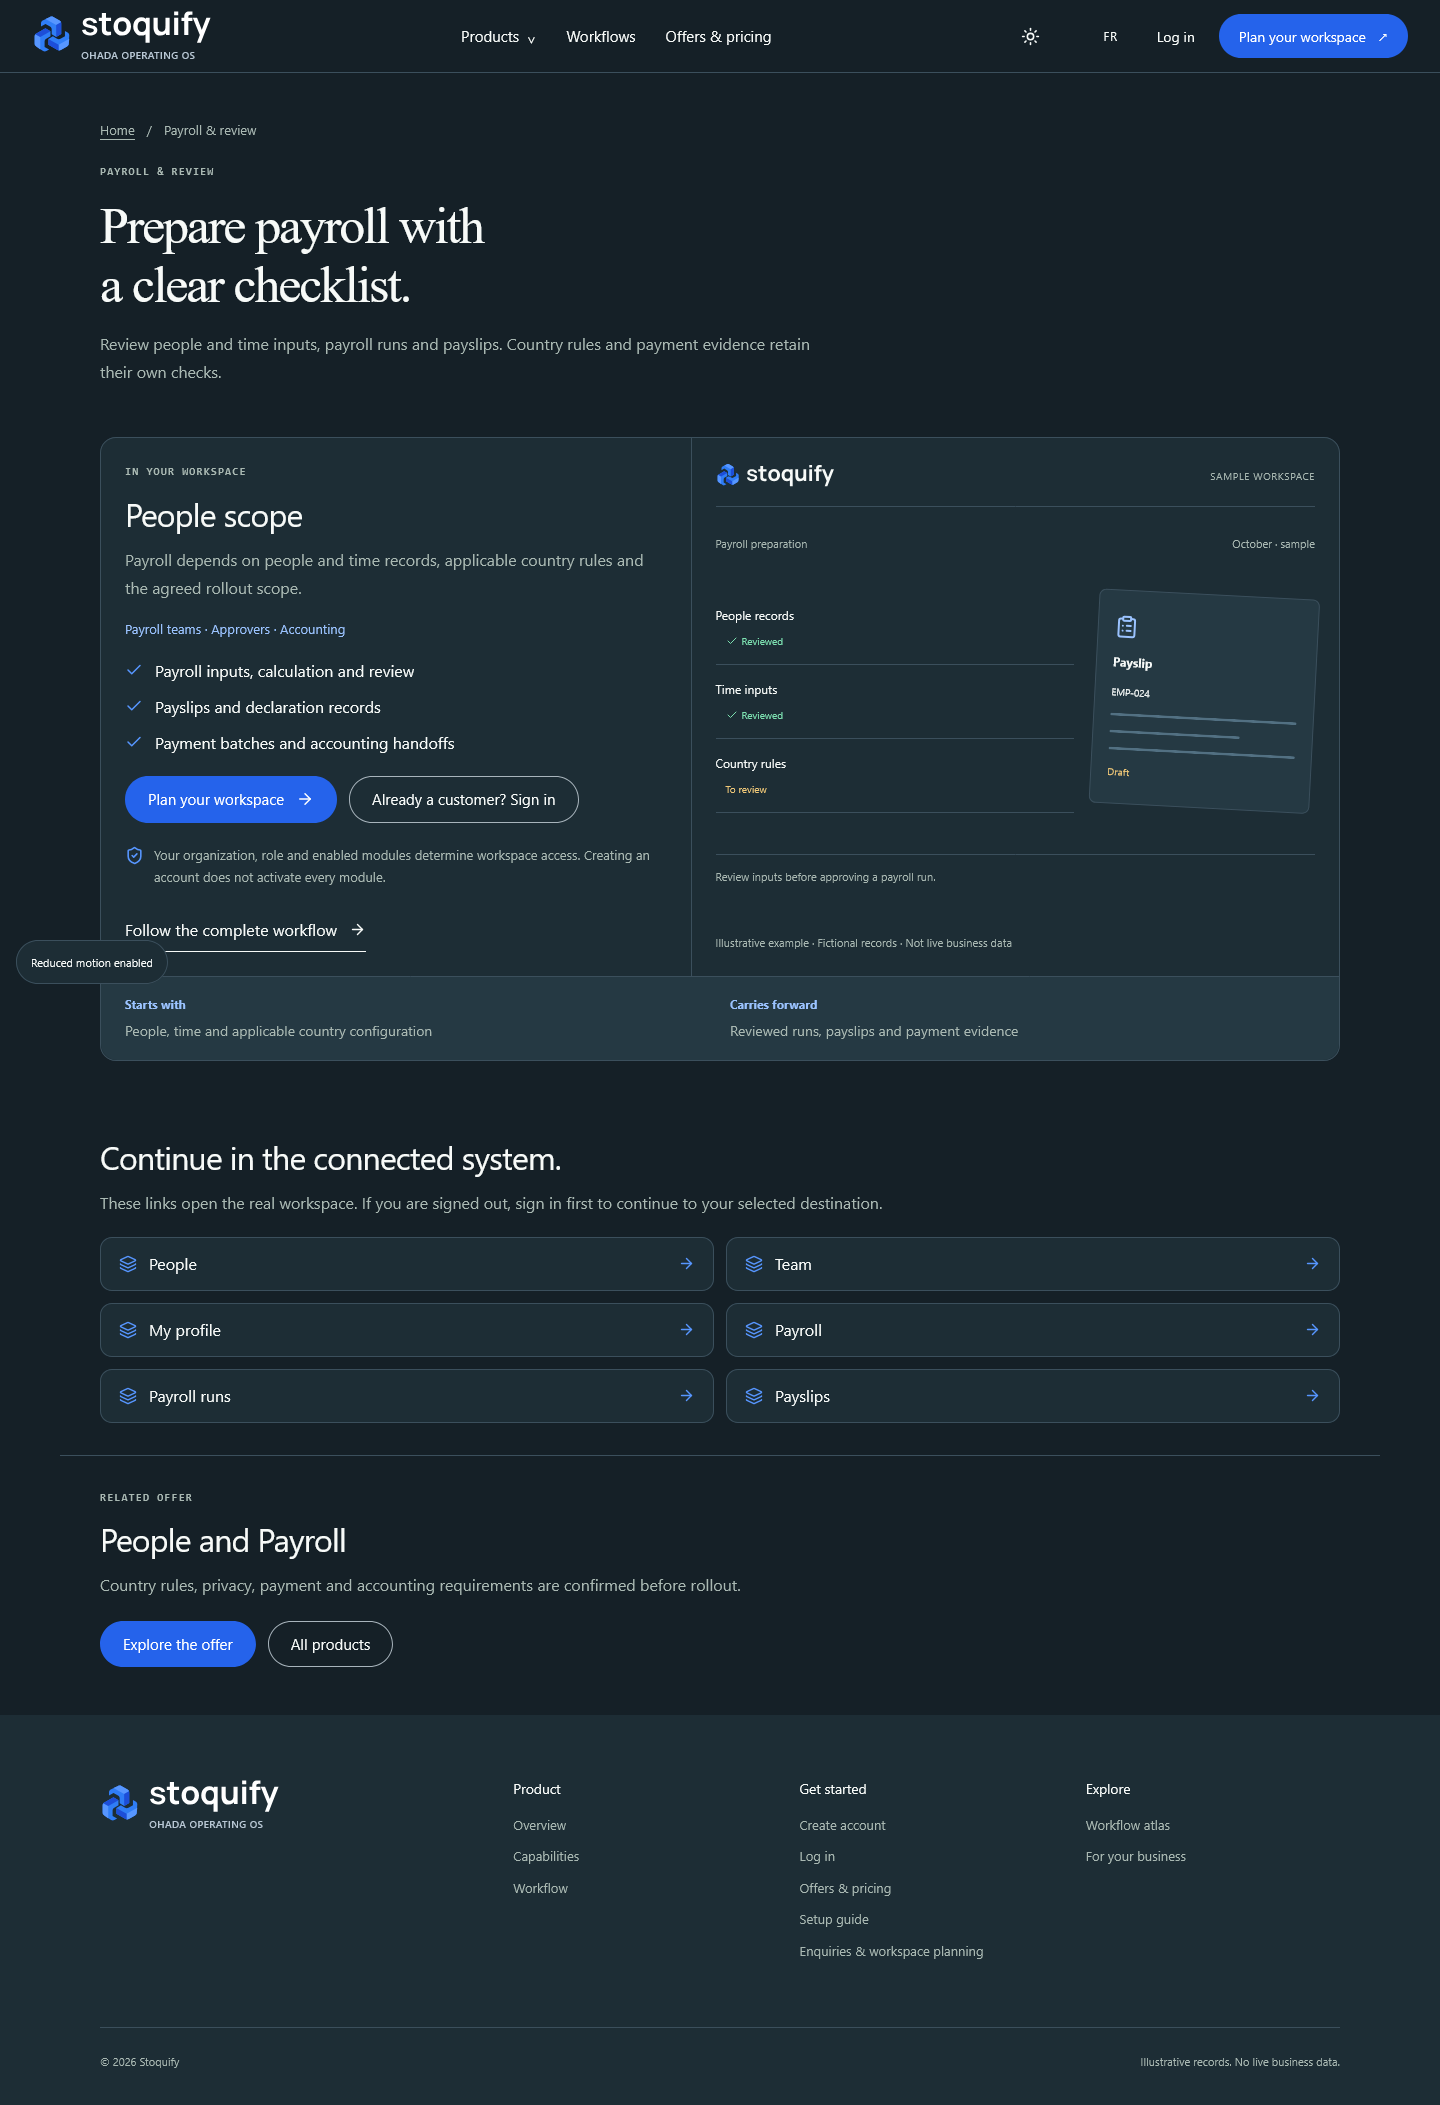 stoquify
OHADA OPERATING OS
Products
Workflows
Offers & pricing
FR
Log in
Plan your workspace ↗
Home / Payroll & review
PAYROLL & REVIEW
Prepare payroll with
a clear checklist.
Review people and time inputs, payroll runs and payslips. Country rules and payment evidence retain
their own checks.
IN YOUR WORKSPACE
People scope
Payroll depends on people and time records, applicable country rules and
the agreed rollout scope.
Payroll teams · Approvers · Accounting
Payroll inputs, calculation and review
Payslips and declaration records
Payment batches and accounting handoffs
Plan your workspace →
Already a customer? Sign in
Your organization, role and enabled modules determine workspace access. Creating an
account does not activate every module.
Follow the complete workflow →
Reduced motion enabled
stoquify
SAMPLE WORKSPACE
Payroll preparation
October · sample
People records
Reviewed
Time inputs
Reviewed
Country rules
To review
Payslip
EMP-024
Draft
Review inputs before approving a payroll run.
Illustrative example · Fictional records · Not live business data
Starts with
People, time and applicable country configuration
Carries forward
Reviewed runs, payslips and payment evidence
Continue in the connected system.
These links open the real workspace. If you are signed out, sign in first to continue to your selected destination.
People
Team
My profile
Payroll
Payroll runs
Payslips
RELATED OFFER
People and Payroll
Country rules, privacy, payment and accounting requirements are confirmed before rollout.
Explore the offer
All products
stoquify
OHADA OPERATING OS
Product
Overview
Capabilities
Workflow
Get started
Create account
Log in
Offers & pricing
Setup guide
Enquiries & workspace planning
Explore
Workflow atlas
For your business
© 2026 Stoquify
Illustrative records. No live business data.